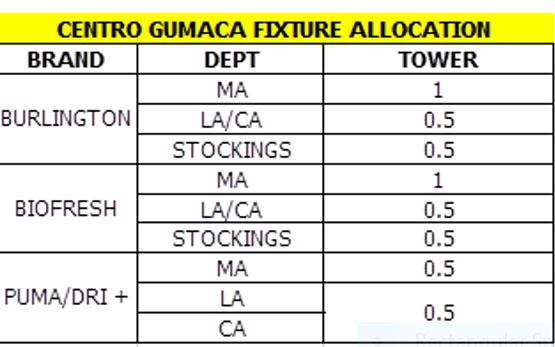 CENTRO GUMACA FIXTURE ALLOCATION
BRAND DEPT TOWER
BURLINGTON MA 1
LA/CA 0.5
STOCKINGS 0.5
BIOFRESH MA 1
LA/CA 0.5
STOCKINGS 0.5
PUMA/DRI + MA 0.5
LA 0.5
CA
Rectangular